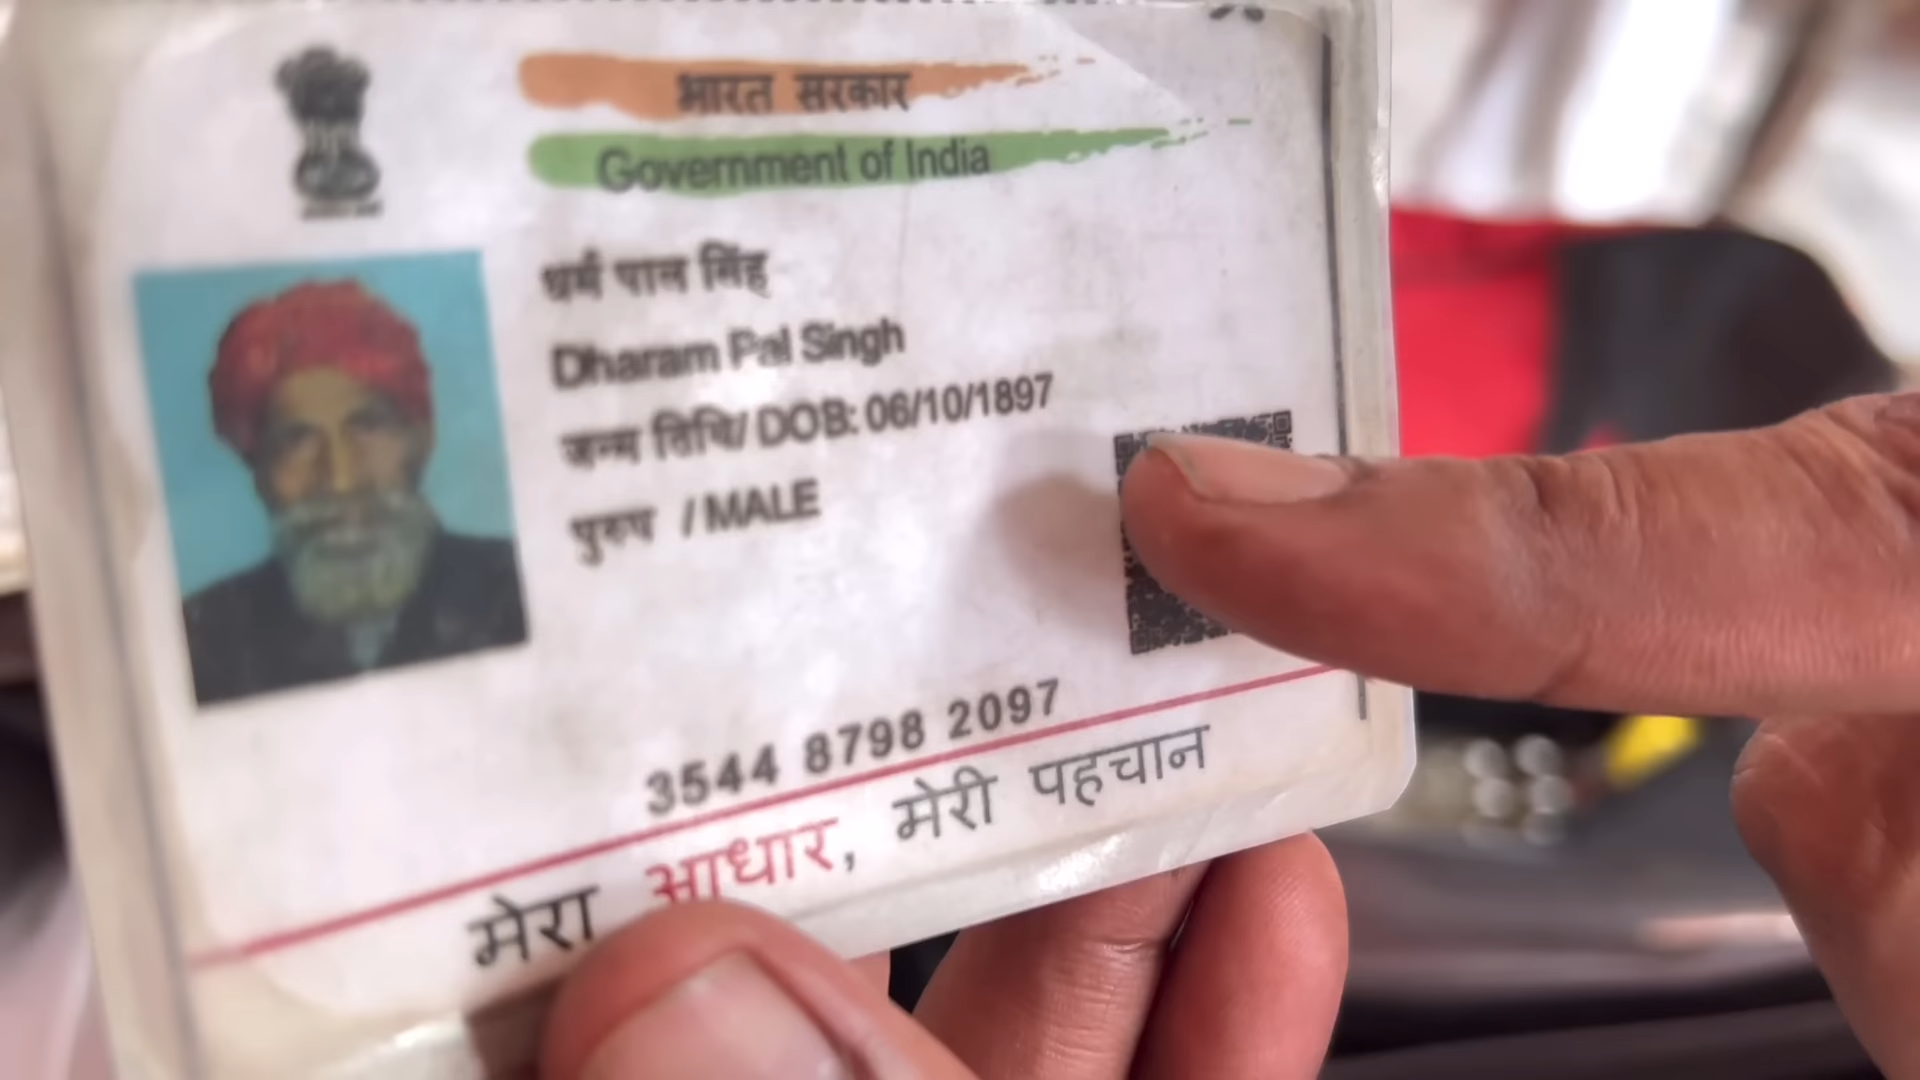 भारत सरकार
Government of India
धर्म पाल सिंह
Dharam Pal Singh
जन्म तिथि/ DOB: 06/10/1897
पुरुष / MALE
3544 8798 2097
मेरा आधार, मेरी पहचान